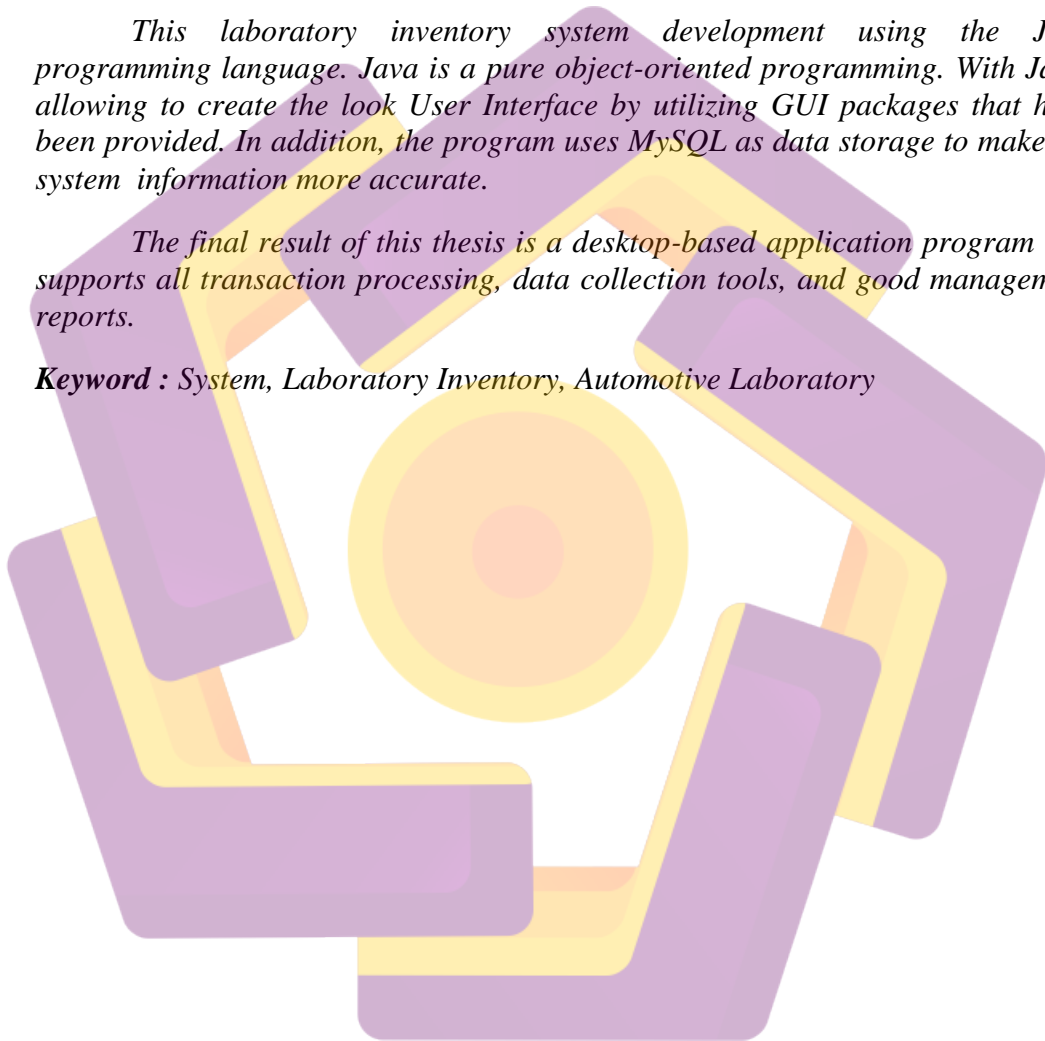 This laboratory inventory system development using the J
programming language. Java is a pure object-oriented programming. With Ja
allowing to create the look User Interface by utilizing GUI packages that h
been provided. In addition, the program uses MySQL as data storage to make
system information more accurate.
The final result of this thesis is a desktop-based application program
supports all transaction processing, data collection tools, and good managem
reports.
Keyword : System, Laboratory Inventory, Automotive Laboratory